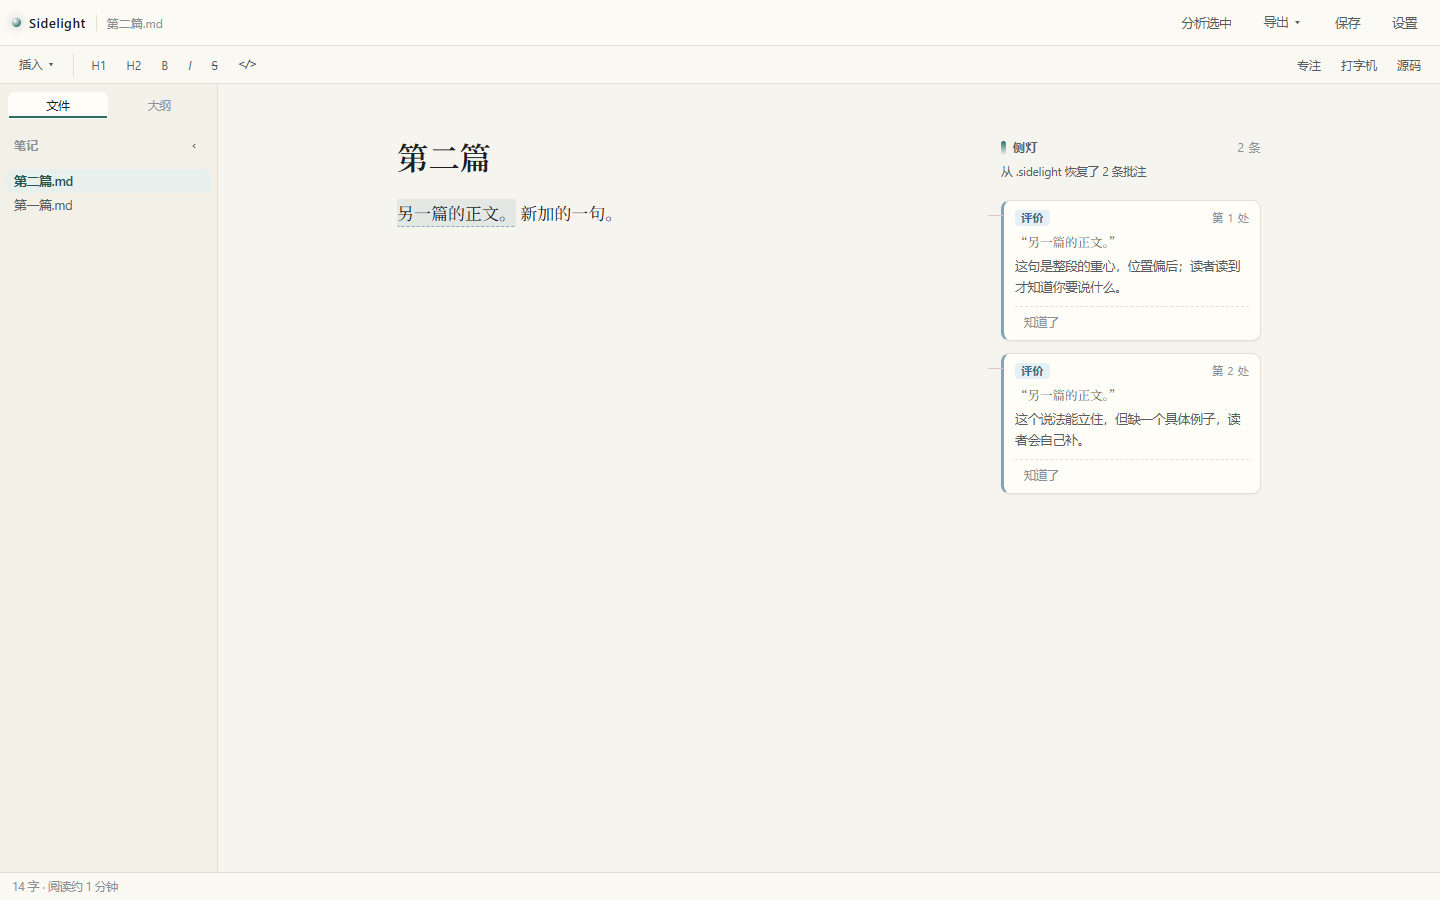 Sidelight 第二篇.md 分析选中 导出 保存 设置
插入 H1 H2 B I S </> 专注 打字机 源码
文件 大纲
笔记
第二篇.md
第一篇.md
第二篇
另一篇的正文。 新加的一句。
侧灯 2 条
从 .sidelight 恢复了 2 条批注
评价 第 1 处
“另一篇的正文。”
这句是整段的重心，位置偏后；读者读到
才知道你要说什么。
知道了
评价 第 2 处
“另一篇的正文。”
这个说法能立住，但缺一个具体例子，读
者会自己补。
知道了
14 字 · 阅读约 1 分钟